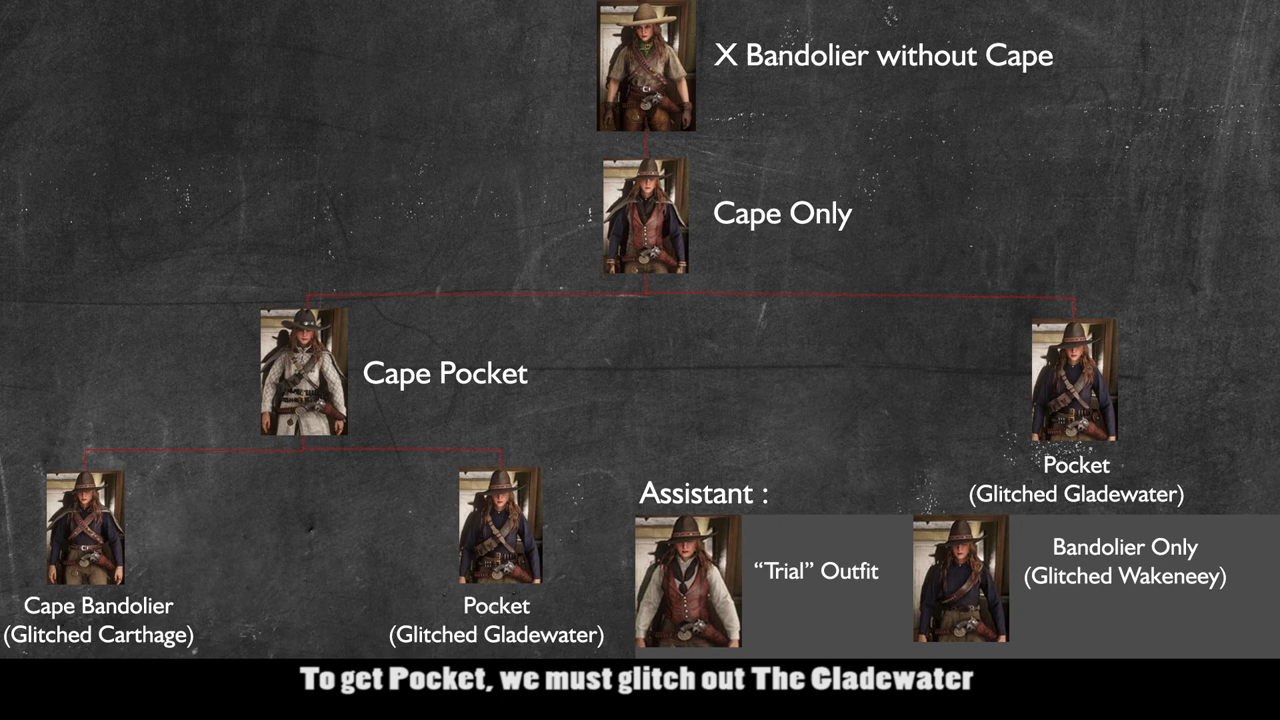 X Bandolier without Cape
Cape Only
Cape Pocket
Pocket
(Glitched Gladewater)
Assistant :
"Trial" Outfit
Bandolier Only
(Glitched Wakeneey)
Cape Bandolier
(Glitched Carthage)
Pocket
(Glitched Gladewater)
To get Pocket, we must glitch out The Gladewater